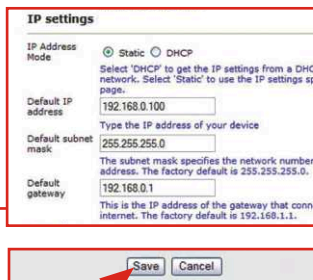 IP settings
IP Address Mode
Static DHCP
Select 'DHCP' to get the IP settings from a DHC
network. Select 'Static' to use the IP settings sp
page.
Default IP address
192.168.0.100
Type the IP address of your device
Default subnet mask
255.255.255.0
The subnet mask specifies the network number
address. The factory default is 255.255.255.0.
Default gateway
192.168.0.1
This is the IP address of the gateway that conn
internet. The factory default is 192.168.1.1.
Save Cancel